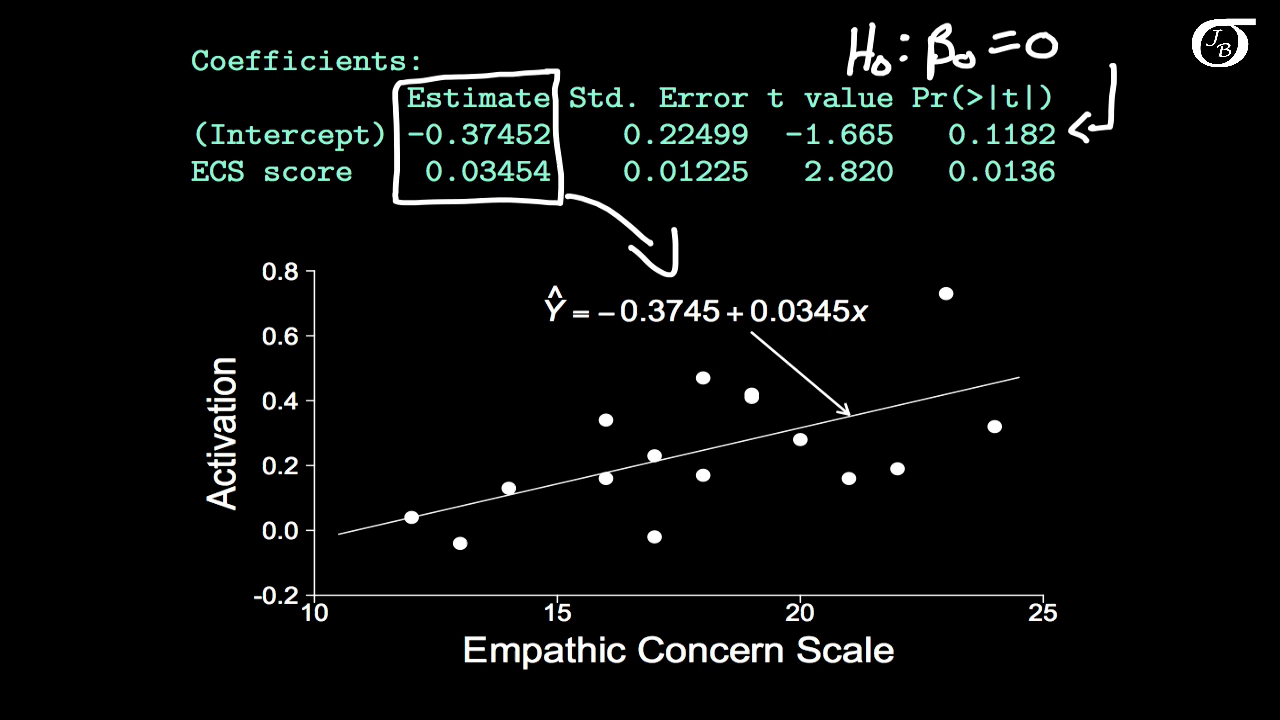 H₀: β₀ = 0
JB
Coefficients:
Estimate Std. Error t value Pr(>|t|)
(Intercept) -0.37452 0.22499 -1.665 0.1182
ECS score 0.03454 0.01225 2.820 0.0136
Ŷ = − 0.3745 + 0.0345x
0.8
0.6
0.4
0.2
0.0
-0.2
Activation
10 15 20 25
Empathic Concern Scale